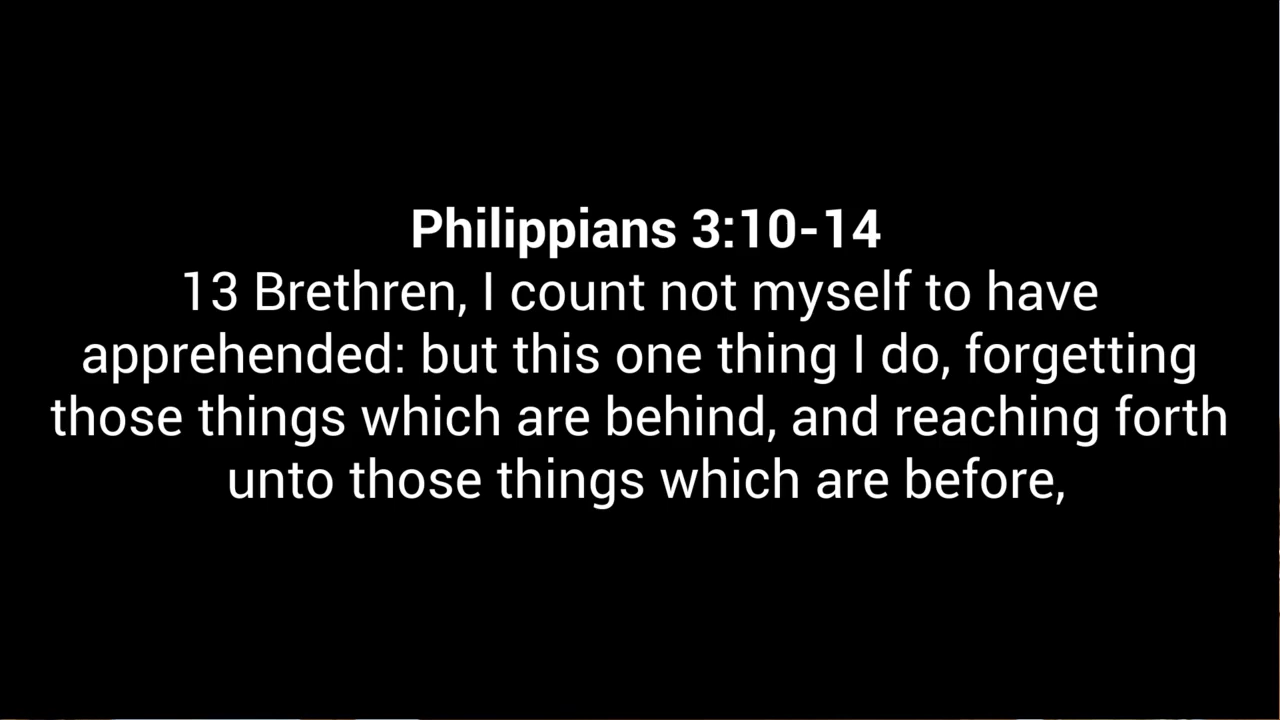 Philippians 3:10-14
13 Brethren, I count not myself to have
apprehended: but this one thing I do, forgetting
those things which are behind, and reaching forth
unto those things which are before,